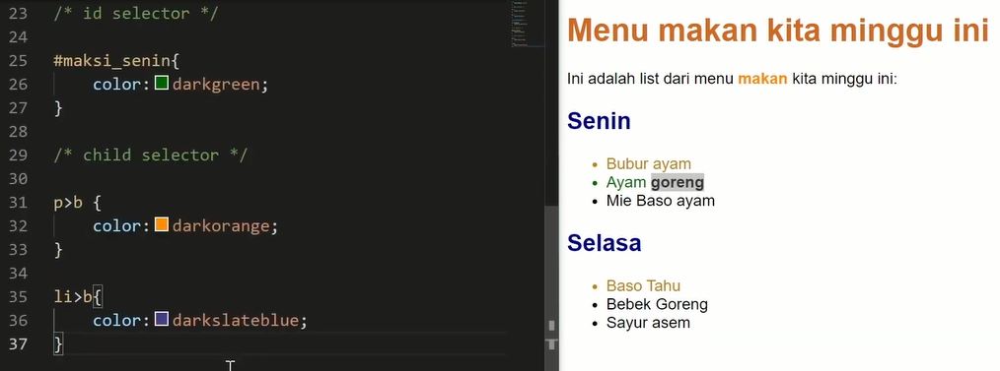 23 /* id selector */
24
25 #maksi_senin{
26 color: darkgreen;
27 }
28
29 /* child selector */
30
31 p>b {
32 color: darkorange;
33 }
34
35 li>b{
36 color: darkslateblue;
37 }
Menu makan kita minggu ini
Ini adalah list dari menu makan kita minggu ini:
Senin
• Bubur ayam
• Ayam goreng
• Mie Baso ayam
Selasa
• Baso Tahu
• Bebek Goreng
• Sayur asem